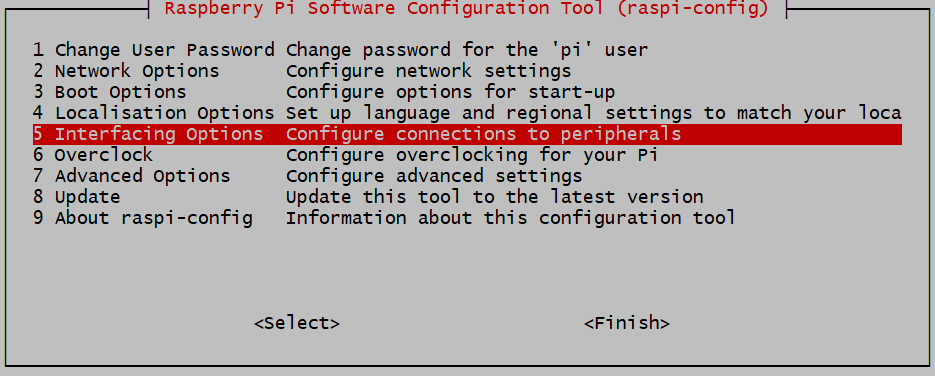 Raspberry Pi Software Configuration Tool (raspi-config)
1 Change User Password Change password for the 'pi' user
2 Network Options Configure network settings
3 Boot Options Configure options for start-up
4 Localisation Options Set up language and regional settings to match your loca
5 Interfacing Options Configure connections to peripherals
6 Overclock Configure overclocking for your Pi
7 Advanced Options Configure advanced settings
8 Update Update this tool to the latest version
9 About raspi-config Information about this configuration tool
<Select> <Finish>